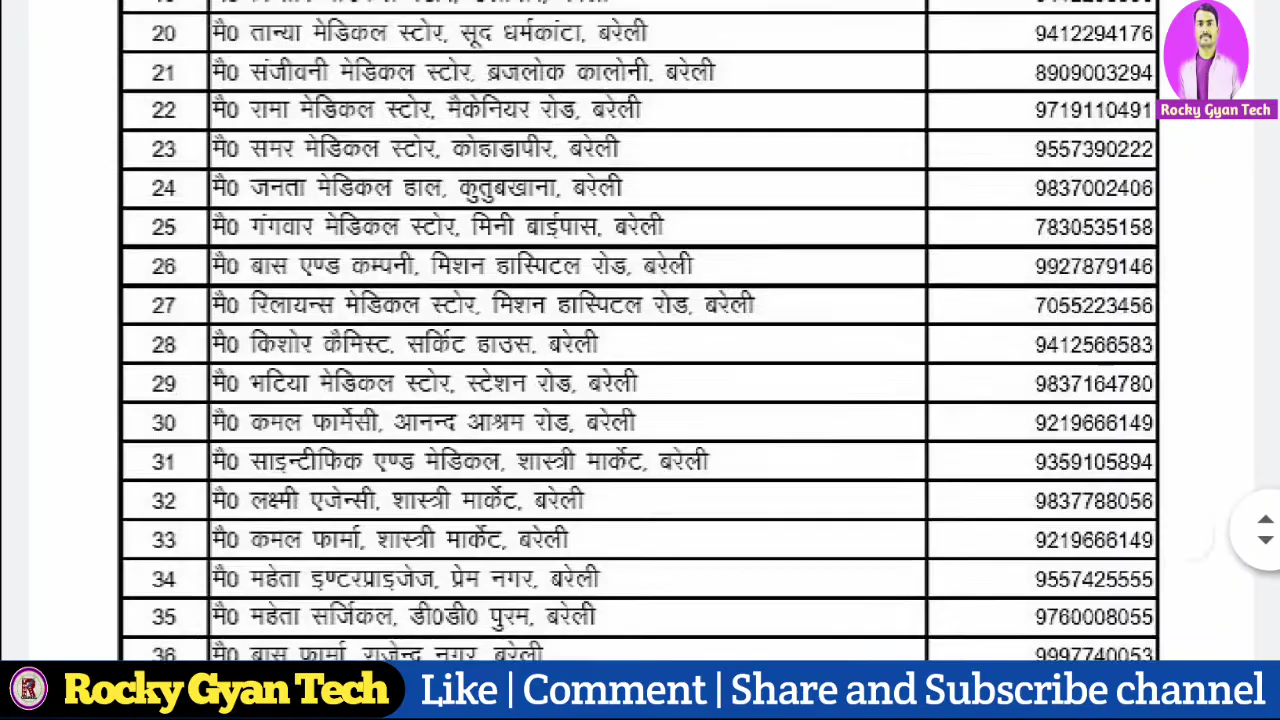 20 मै0 तान्या मेडिकल स्टोर, सूद धर्मकांटा, बरेली 9412294176
21 मै0 संजीवनी मेडिकल स्टोर, ब्रजलोक कालोनी, बरेली 8909003294
22 मै0 रामा मेडिकल स्टोर, मैकेनियर रोड, बरेली 9719110491
23 मै0 समर मेडिकल स्टोर, कोहाडापीर, बरेली 9557390222
24 मै0 जनता मेडिकल हाल, कुतुबखाना, बरेली 9837002406
25 मै0 गंगवार मेडिकल स्टोर, मिनी बाईपास, बरेली 7830535158
26 मै0 बास एण्ड कम्पनी, मिशन हास्पिटल रोड, बरेली 9927879146
27 मै0 रिलायन्स मेडिकल स्टोर, मिशन हास्पिटल रोड, बरेली 7055223456
28 मै0 किशोर कैमिस्ट, सर्किट हाउस, बरेली 9412566583
29 मै0 भटिया मेडिकल स्टोर, स्टेशन रोड, बरेली 9837164780
30 मै0 कमल फार्मेसी, आनन्द आश्रम रोड, बरेली 9219666149
31 मै0 साइन्टीफिक एण्ड मेडिकल, शास्त्री मार्केट, बरेली 9359105894
32 मै0 लक्ष्मी एजेन्सी, शास्त्री मार्केट, बरेली 9837788056
33 मै0 कमल फार्मा, शास्त्री मार्केट, बरेली 9219666149
34 मै0 महेता इण्टरप्राइजेज, प्रेम नगर, बरेली 9557425555
35 मै0 महेता सर्जिकल, डी0डी0 पुरम, बरेली 9760008055
36 मै0 बास फार्मा, राजेन्द्र नगर, बरेली 9997740053
Rocky Gyan Tech
R Rocky Gyan Tech Like | Comment | Share and Subscribe channel